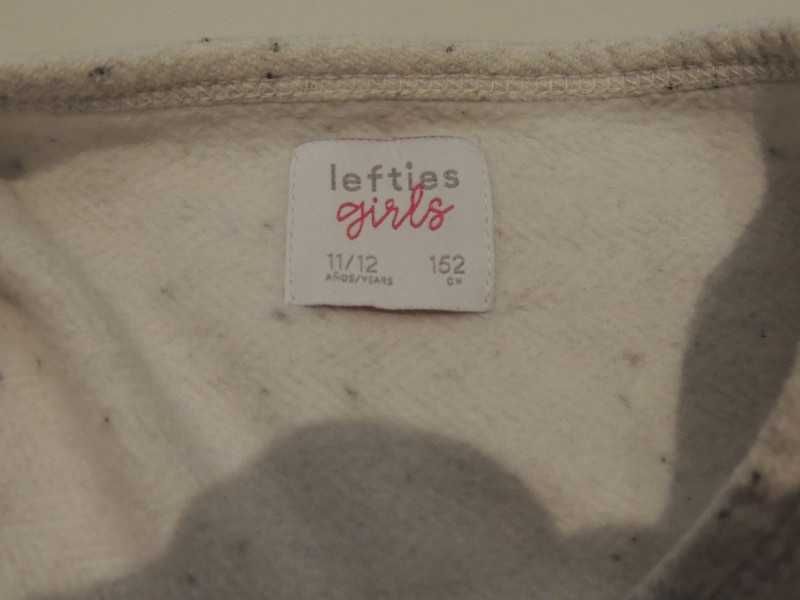 lefties
girls
11/12 152
AÑOS/YEARS CM